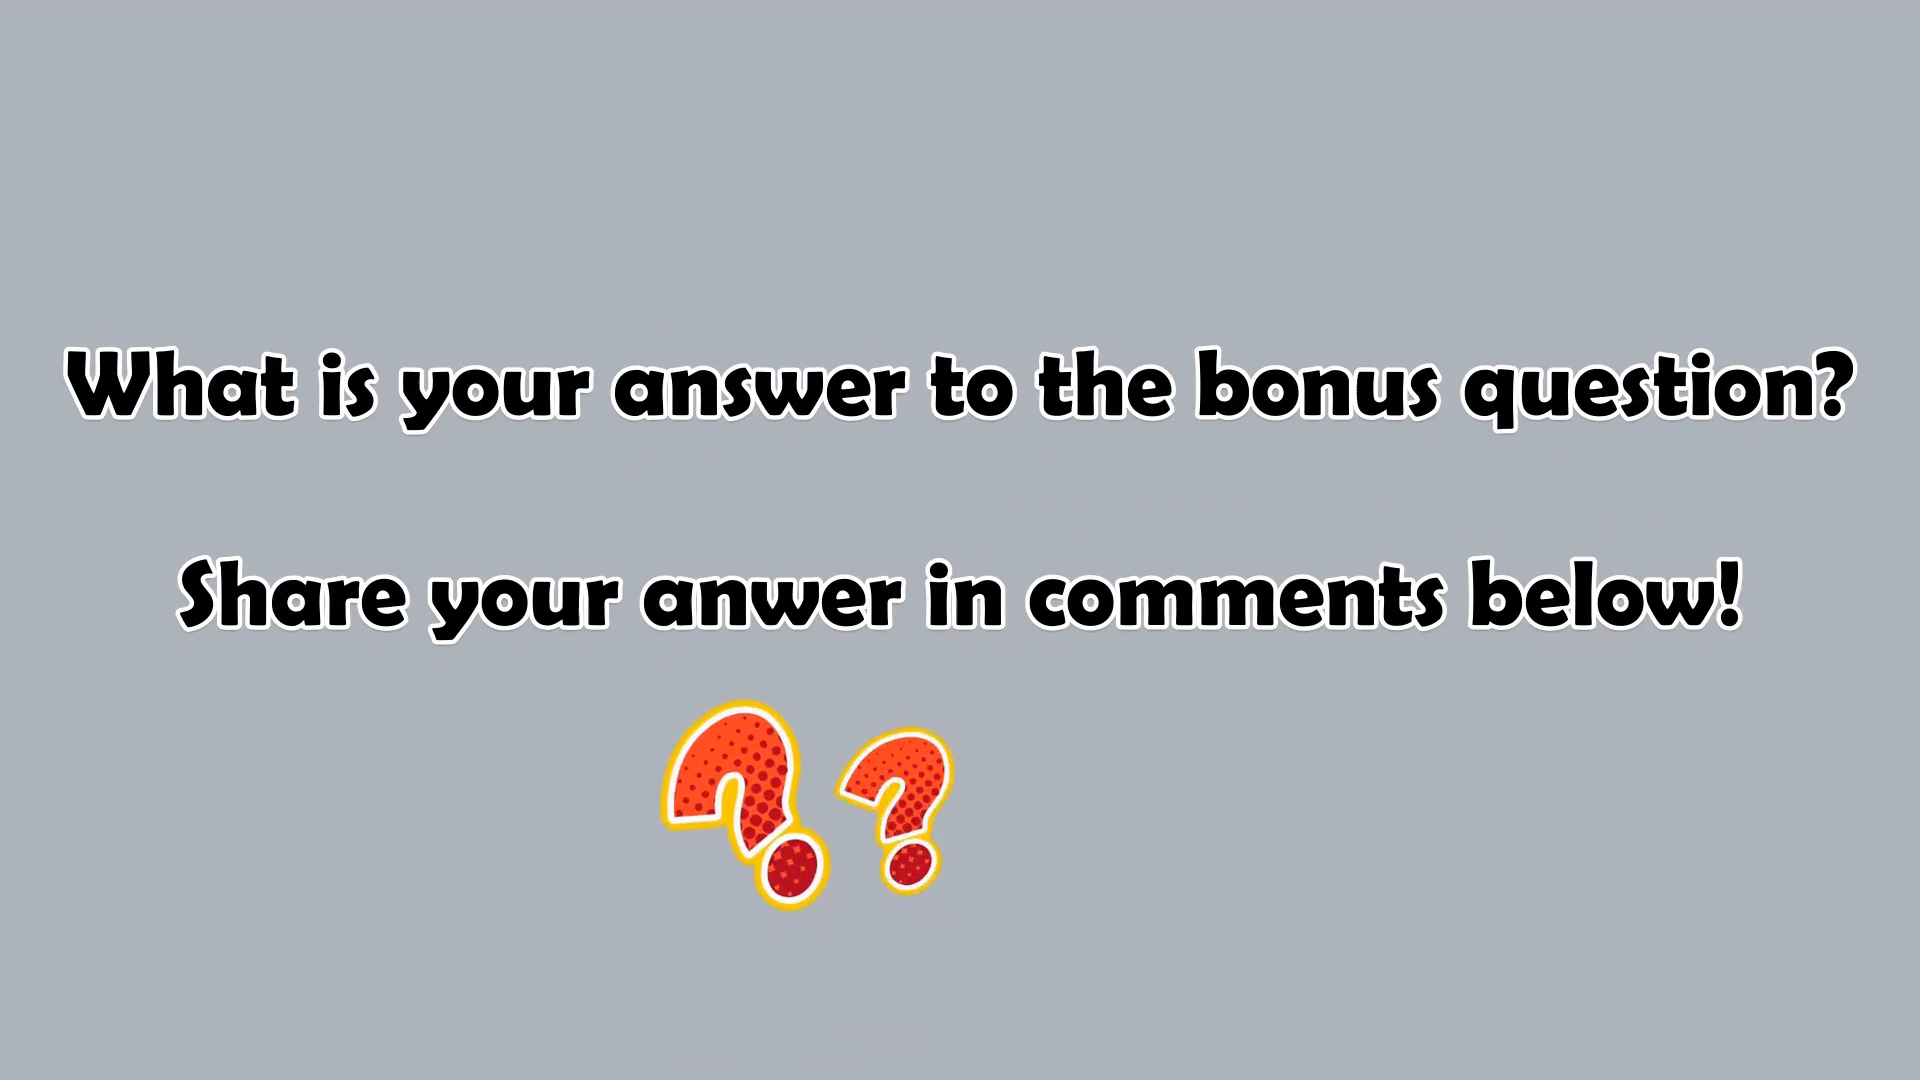 What is your answer to the bonus question?
Share your anwer in comments below!